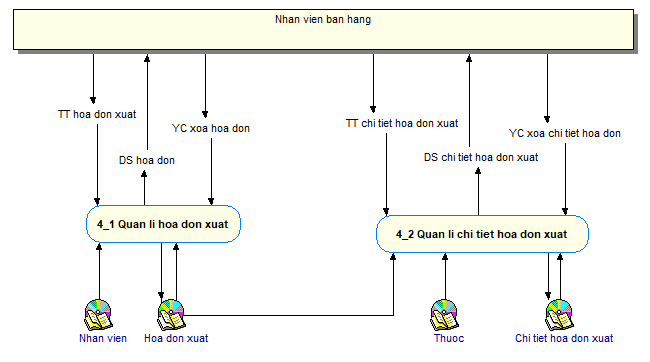 Nhan vien ban hang
TT hoa don xuat
YC xoa hoa don
DS hoa don
TT chi tiet hoa don xuat
YC xoa chi tiet hoa don
DS chi tiet hoa don xuat
4_1 Quan li hoa don xuat
4_2 Quan li chi tiet hoa don xuat
Nhan vien
Hoa don xuat
Thuoc
Chi tiet hoa don xuat